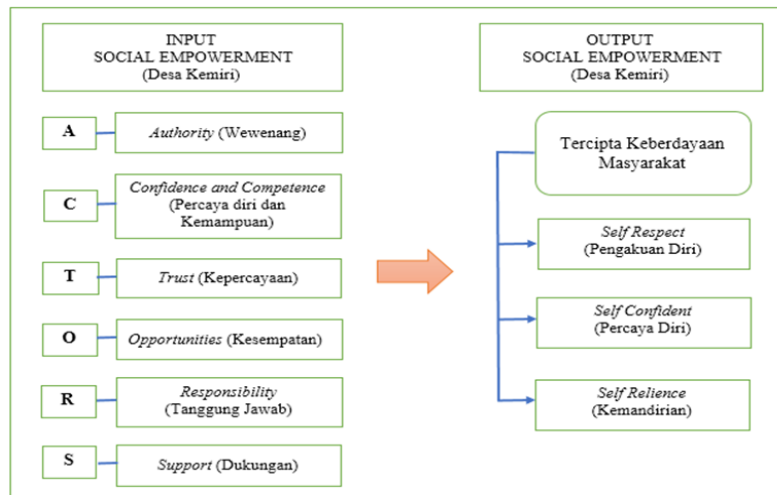 INPUT
SOCIAL EMPOWERMENT
(Desa Kemiri)
A
Authority (Wewenang)
C
Confidence and Competence
(Percaya diri dan
Kemampuan)
T
Trust (Kepercayaan)
O
Opportunities (Kesempatan)
R
Responsibility
(Tanggung Jawab)
S
Support (Dukungan)
OUTPUT
SOCIAL EMPOWERMENT
(Desa Kemiri)
Tercipta Keberdayaan
Masyarakat
Self Respect
(Pengakuan Diri)
Self Confident
(Percaya Diri)
Self Relience
(Kemandirian)